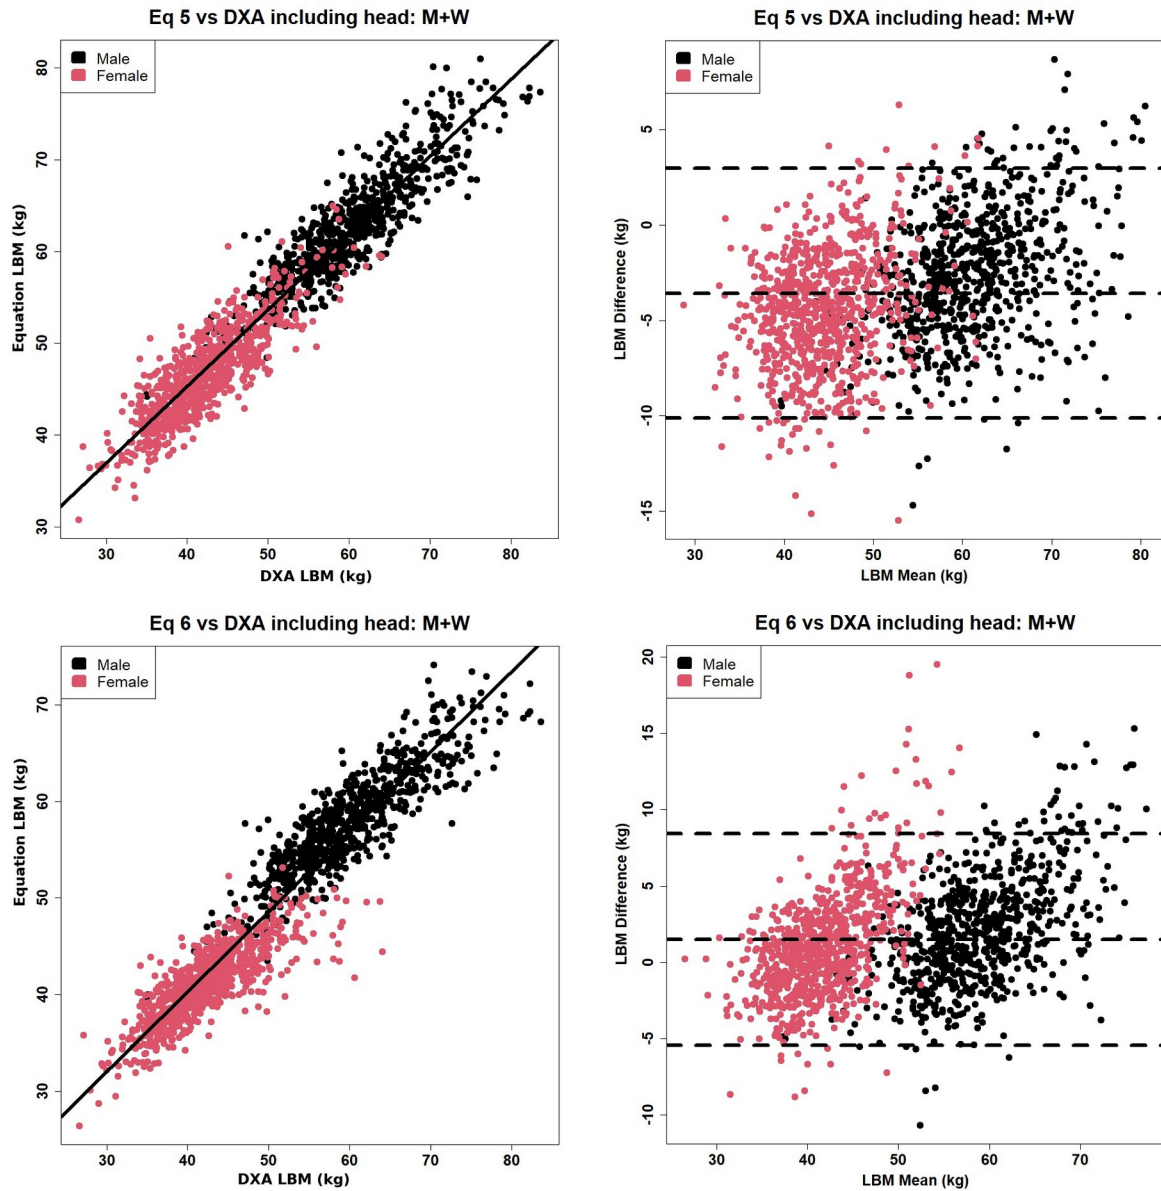 Eq 5 vs DXA including head: M+W
Male
Female
80
70
60
50
40
30
Equation LBM (kg)
30 40 50 60 70 80
DXA LBM (kg)
Eq 5 vs DXA including head: M+W
Male
Female
5
0
-5
-10
-15
LBM Difference (kg)
30 40 50 60 70 80
LBM Mean (kg)
Eq 6 vs DXA including head: M+W
Male
Female
70
60
50
40
30
Equation LBM (kg)
30 40 50 60 70 80
DXA LBM (kg)
Eq 6 vs DXA including head: M+W
Male
Female
20
15
10
5
0
-5
-10
LBM Difference (kg)
30 40 50 60 70
LBM Mean (kg)